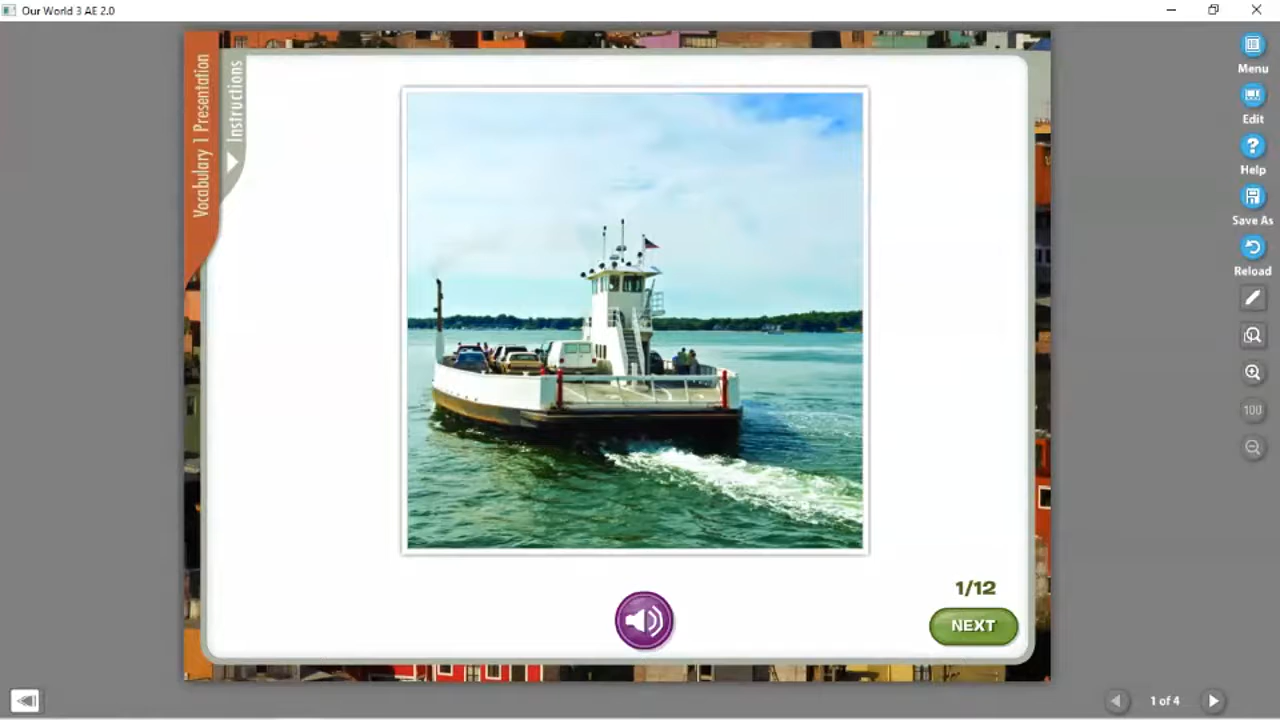 Our World 3 AE 2.0
Vocabulary 1 Presentation
Instructions
Menu
Edit
Help
Save As
Reload
100
1/12
NEXT
1 of 4